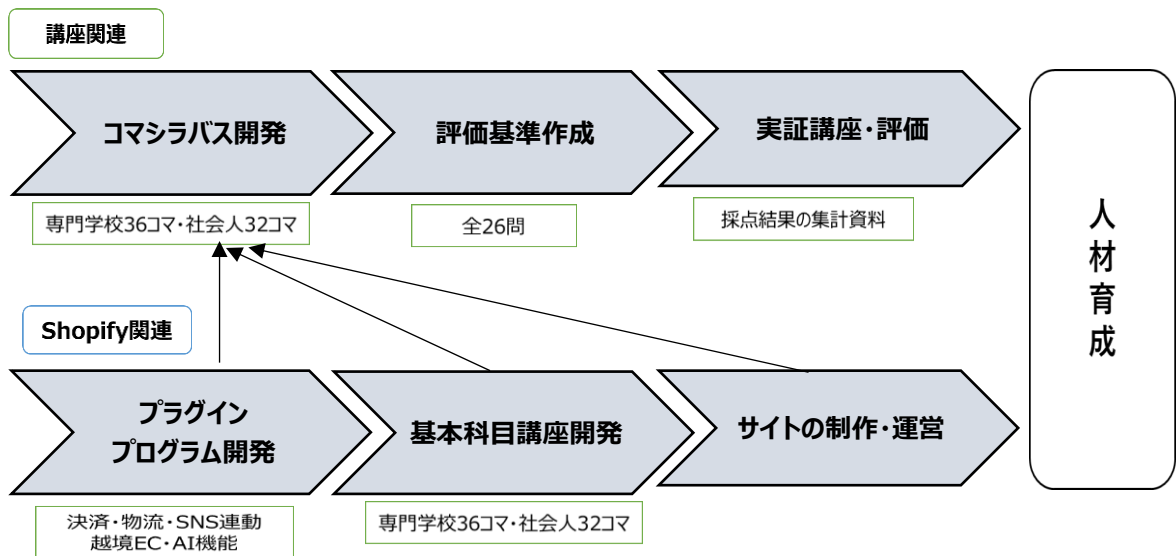 講座関連
コマシラバス開発
評価基準作成
実証講座・評価
専門学校36コマ・社会人32コマ
全26問
採点結果の集計資料
人材育成
Shopify関連
プラグイン
プログラム開発
基本科目講座開発
サイトの制作・運営
決済・物流・SNS連動
越境EC・AI機能
専門学校36コマ・社会人32コマ